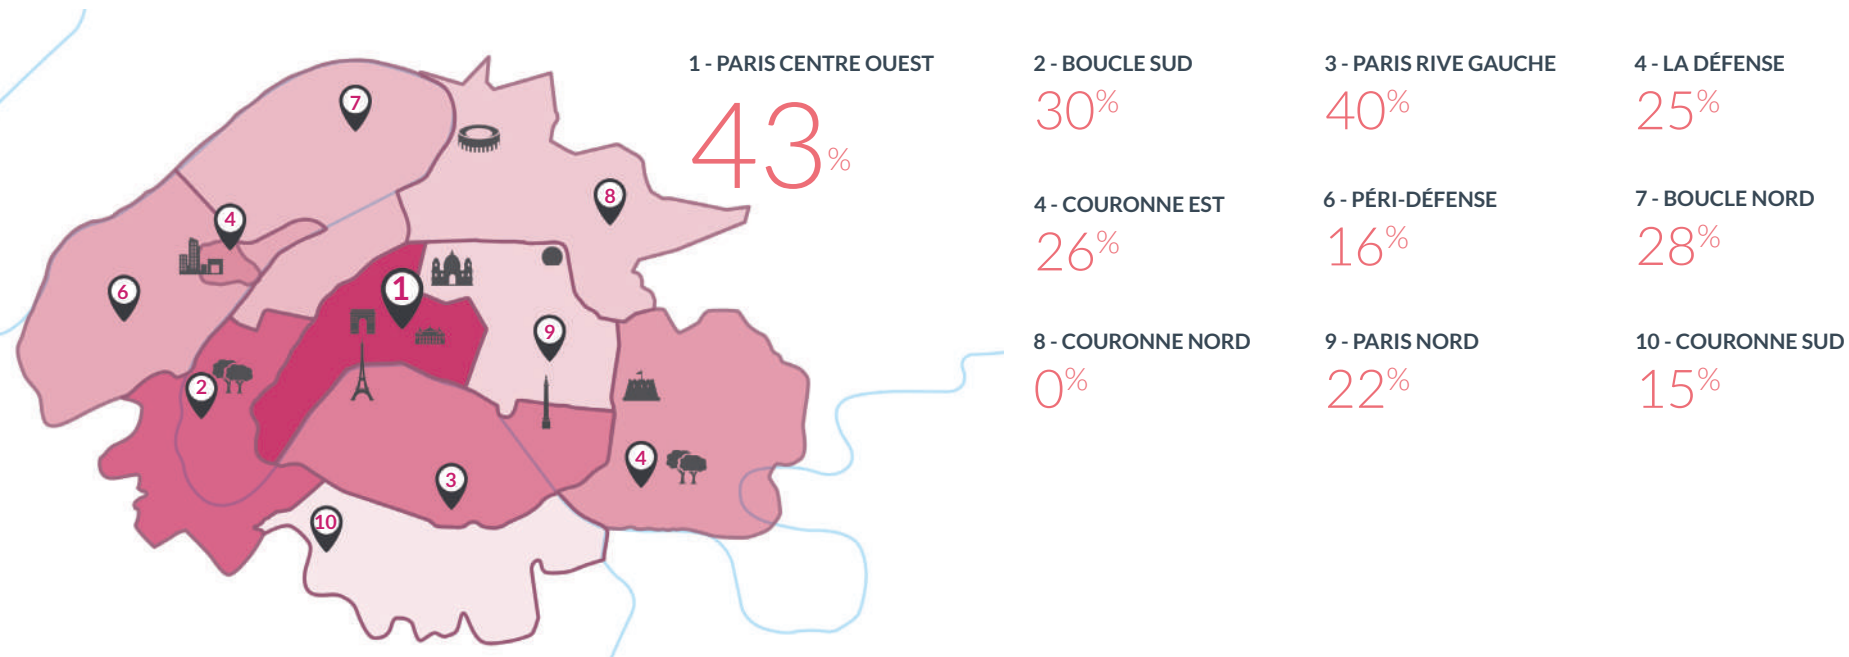 7
8
4
6
1
9
2
4
3
10
1 - PARIS CENTRE OUEST
43%
2 - BOUCLE SUD
30%
3 - PARIS RIVE GAUCHE
40%
4 - LA DÉFENSE
25%
4 - COURONNE EST
26%
6 - PÉRI-DÉFENSE
16%
7 - BOUCLE NORD
28%
8 - COURONNE NORD
0%
9 - PARIS NORD
22%
10 - COURONNE SUD
15%